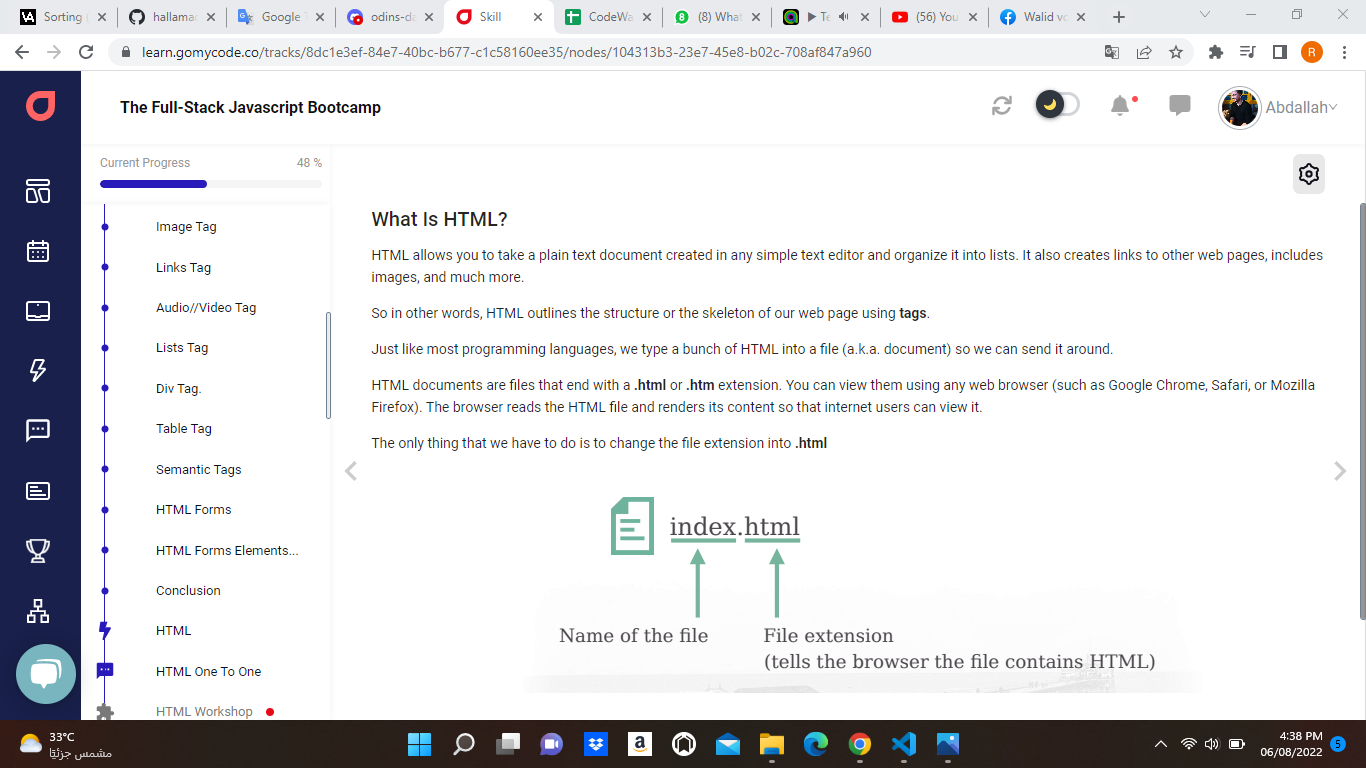 Sorting
hallamac
Google T
odins-da
Skill
CodeWa
(8) What
Te
(56) You
Walid vo
learn.gomycode.co/tracks/8dc1e3ef-84e7-40bc-b677-c1c58160ee35/nodes/104313b3-23e7-45e8-b02c-708af847a960
R
The Full-Stack Javascript Bootcamp
Abdallah
Current Progress
48 %
Image Tag
Links Tag
Audio//Video Tag
Lists Tag
Div Tag.
Table Tag
Semantic Tags
HTML Forms
HTML Forms Elements...
Conclusion
HTML
HTML One To One
HTML Workshop
What Is HTML?
HTML allows you to take a plain text document created in any simple text editor and organize it into lists. It also creates links to other web pages, includes
images, and much more.
So in other words, HTML outlines the structure or the skeleton of our web page using tags.
Just like most programming languages, we type a bunch of HTML into a file (a.k.a. document) so we can send it around.
HTML documents are files that end with a .html or .htm extension. You can view them using any web browser (such as Google Chrome, Safari, or Mozilla
Firefox). The browser reads the HTML file and renders its content so that internet users can view it.
The only thing that we have to do is to change the file extension into .html
index.html
Name of the file
File extension
(tells the browser the file contains HTML)
33°C
مشمس جزئيًا
4:38 PM
06/08/2022
5